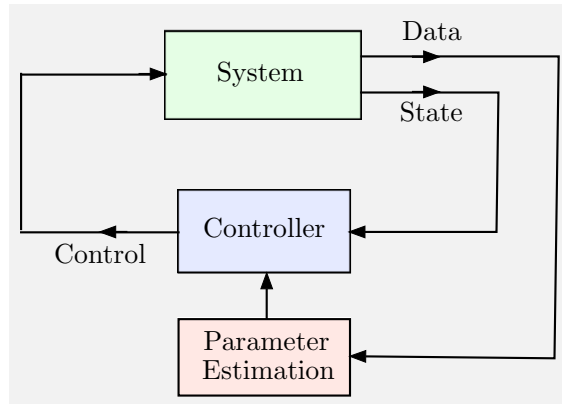 Data
System
State
Controller
Control
Parameter
Estimation